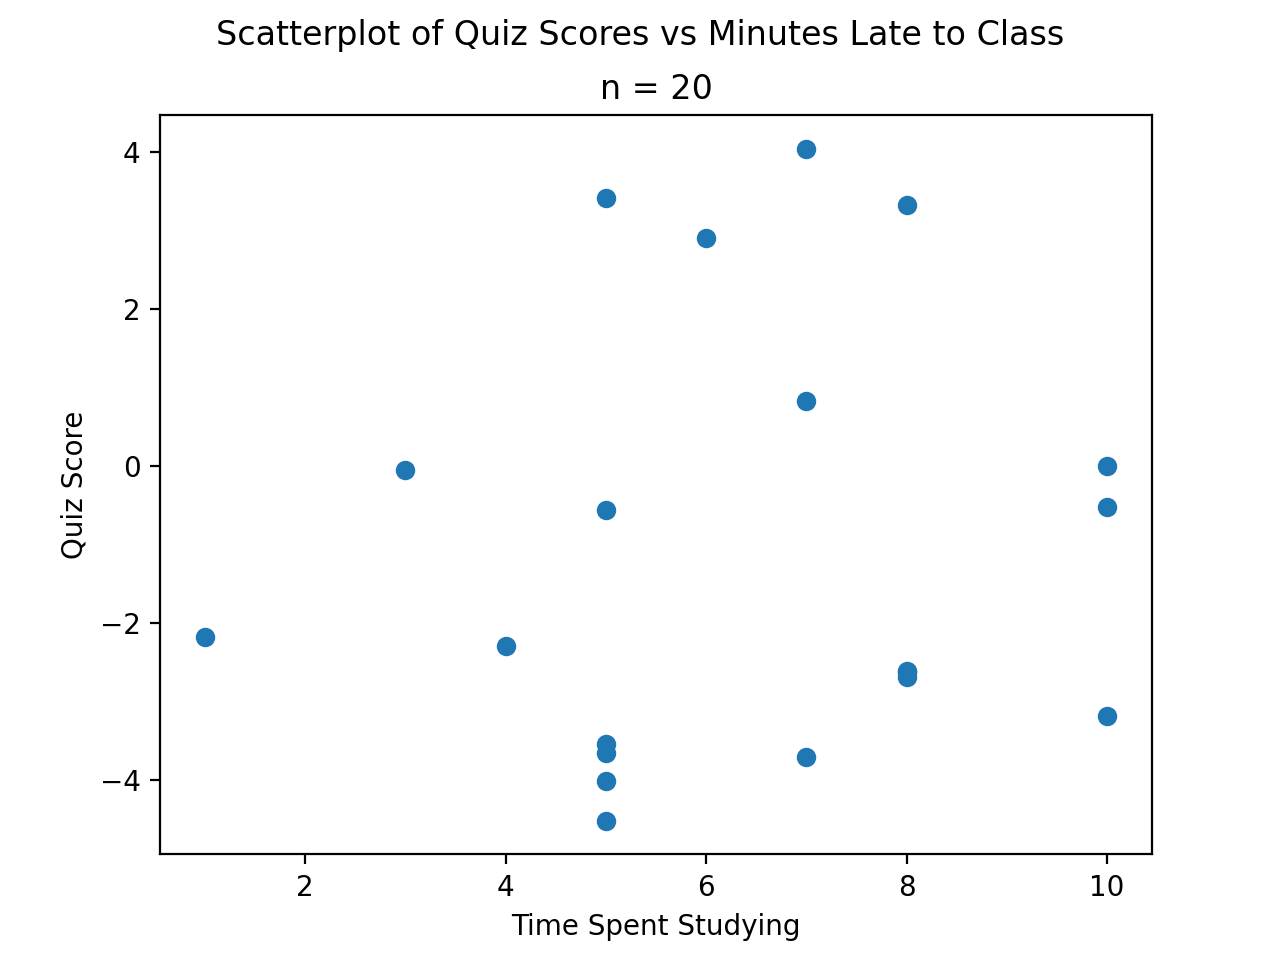 Scatterplot of Quiz Scores vs Minutes Late to Class
n = 20
4
2
0
−2
−4
Quiz Score
2 4 6 8 10
Time Spent Studying